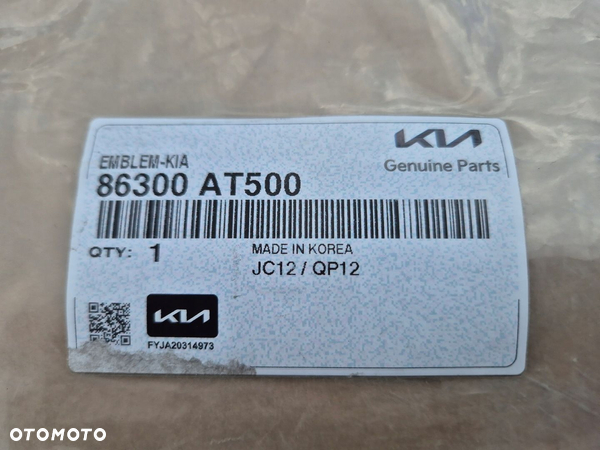 KIA
Genuine Parts
EMBLEM-KIA
86300 AT500
QTY: 1
MADE IN KOREA
JC12 / QP12
KIA
FYJA20314973
OTOMOTO